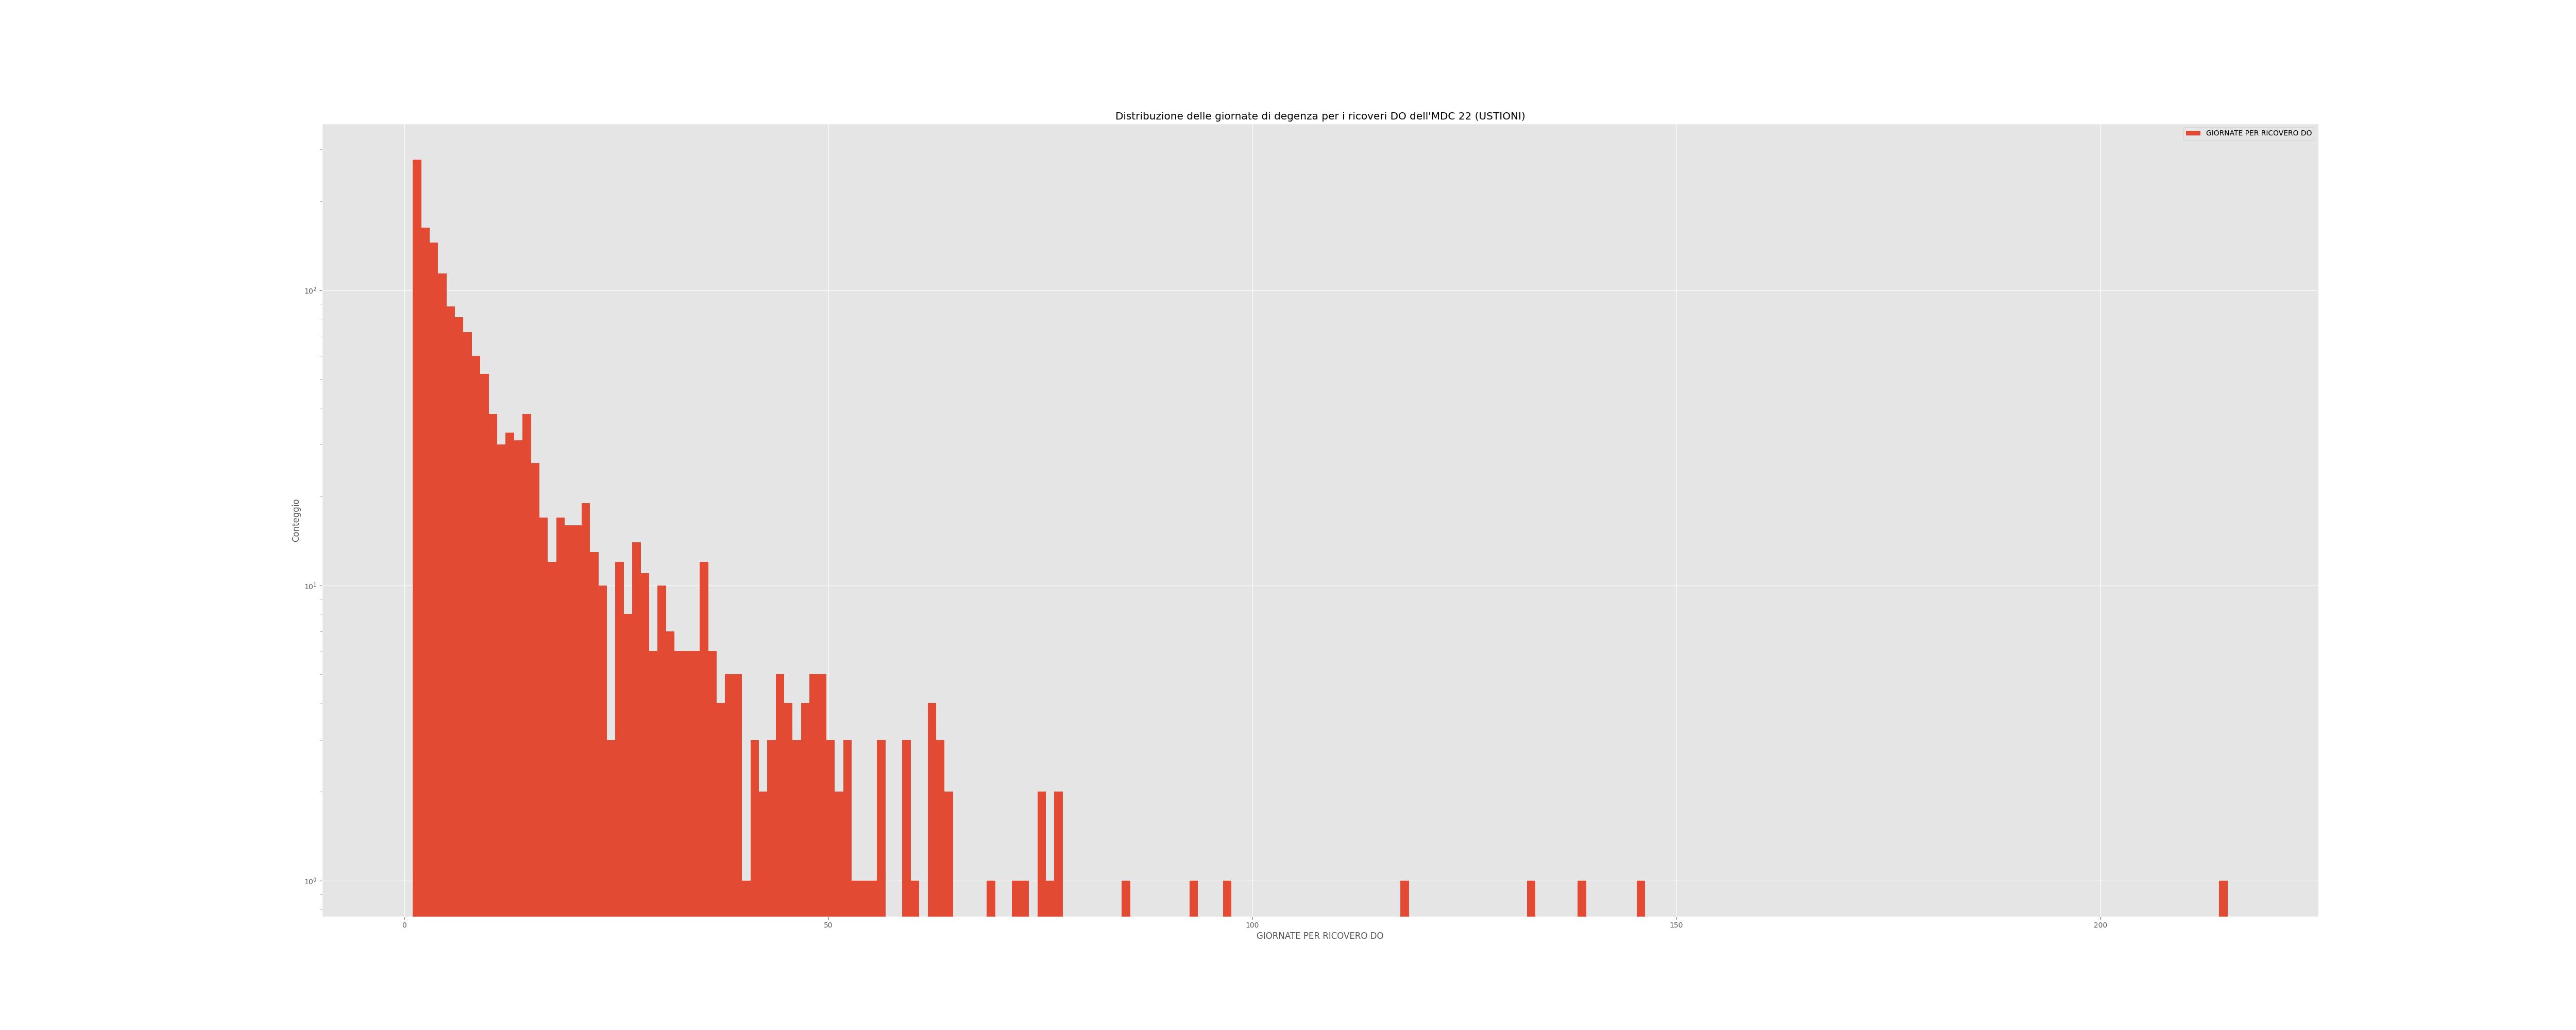 Distribuzione delle giornate di degenza per i ricoveri DO dell'MDC 22 (USTIONI)
GIORNATE PER RICOVERO DO
10²
10¹
10⁰
Conteggio
0 50 100 150 200
GIORNATE PER RICOVERO DO